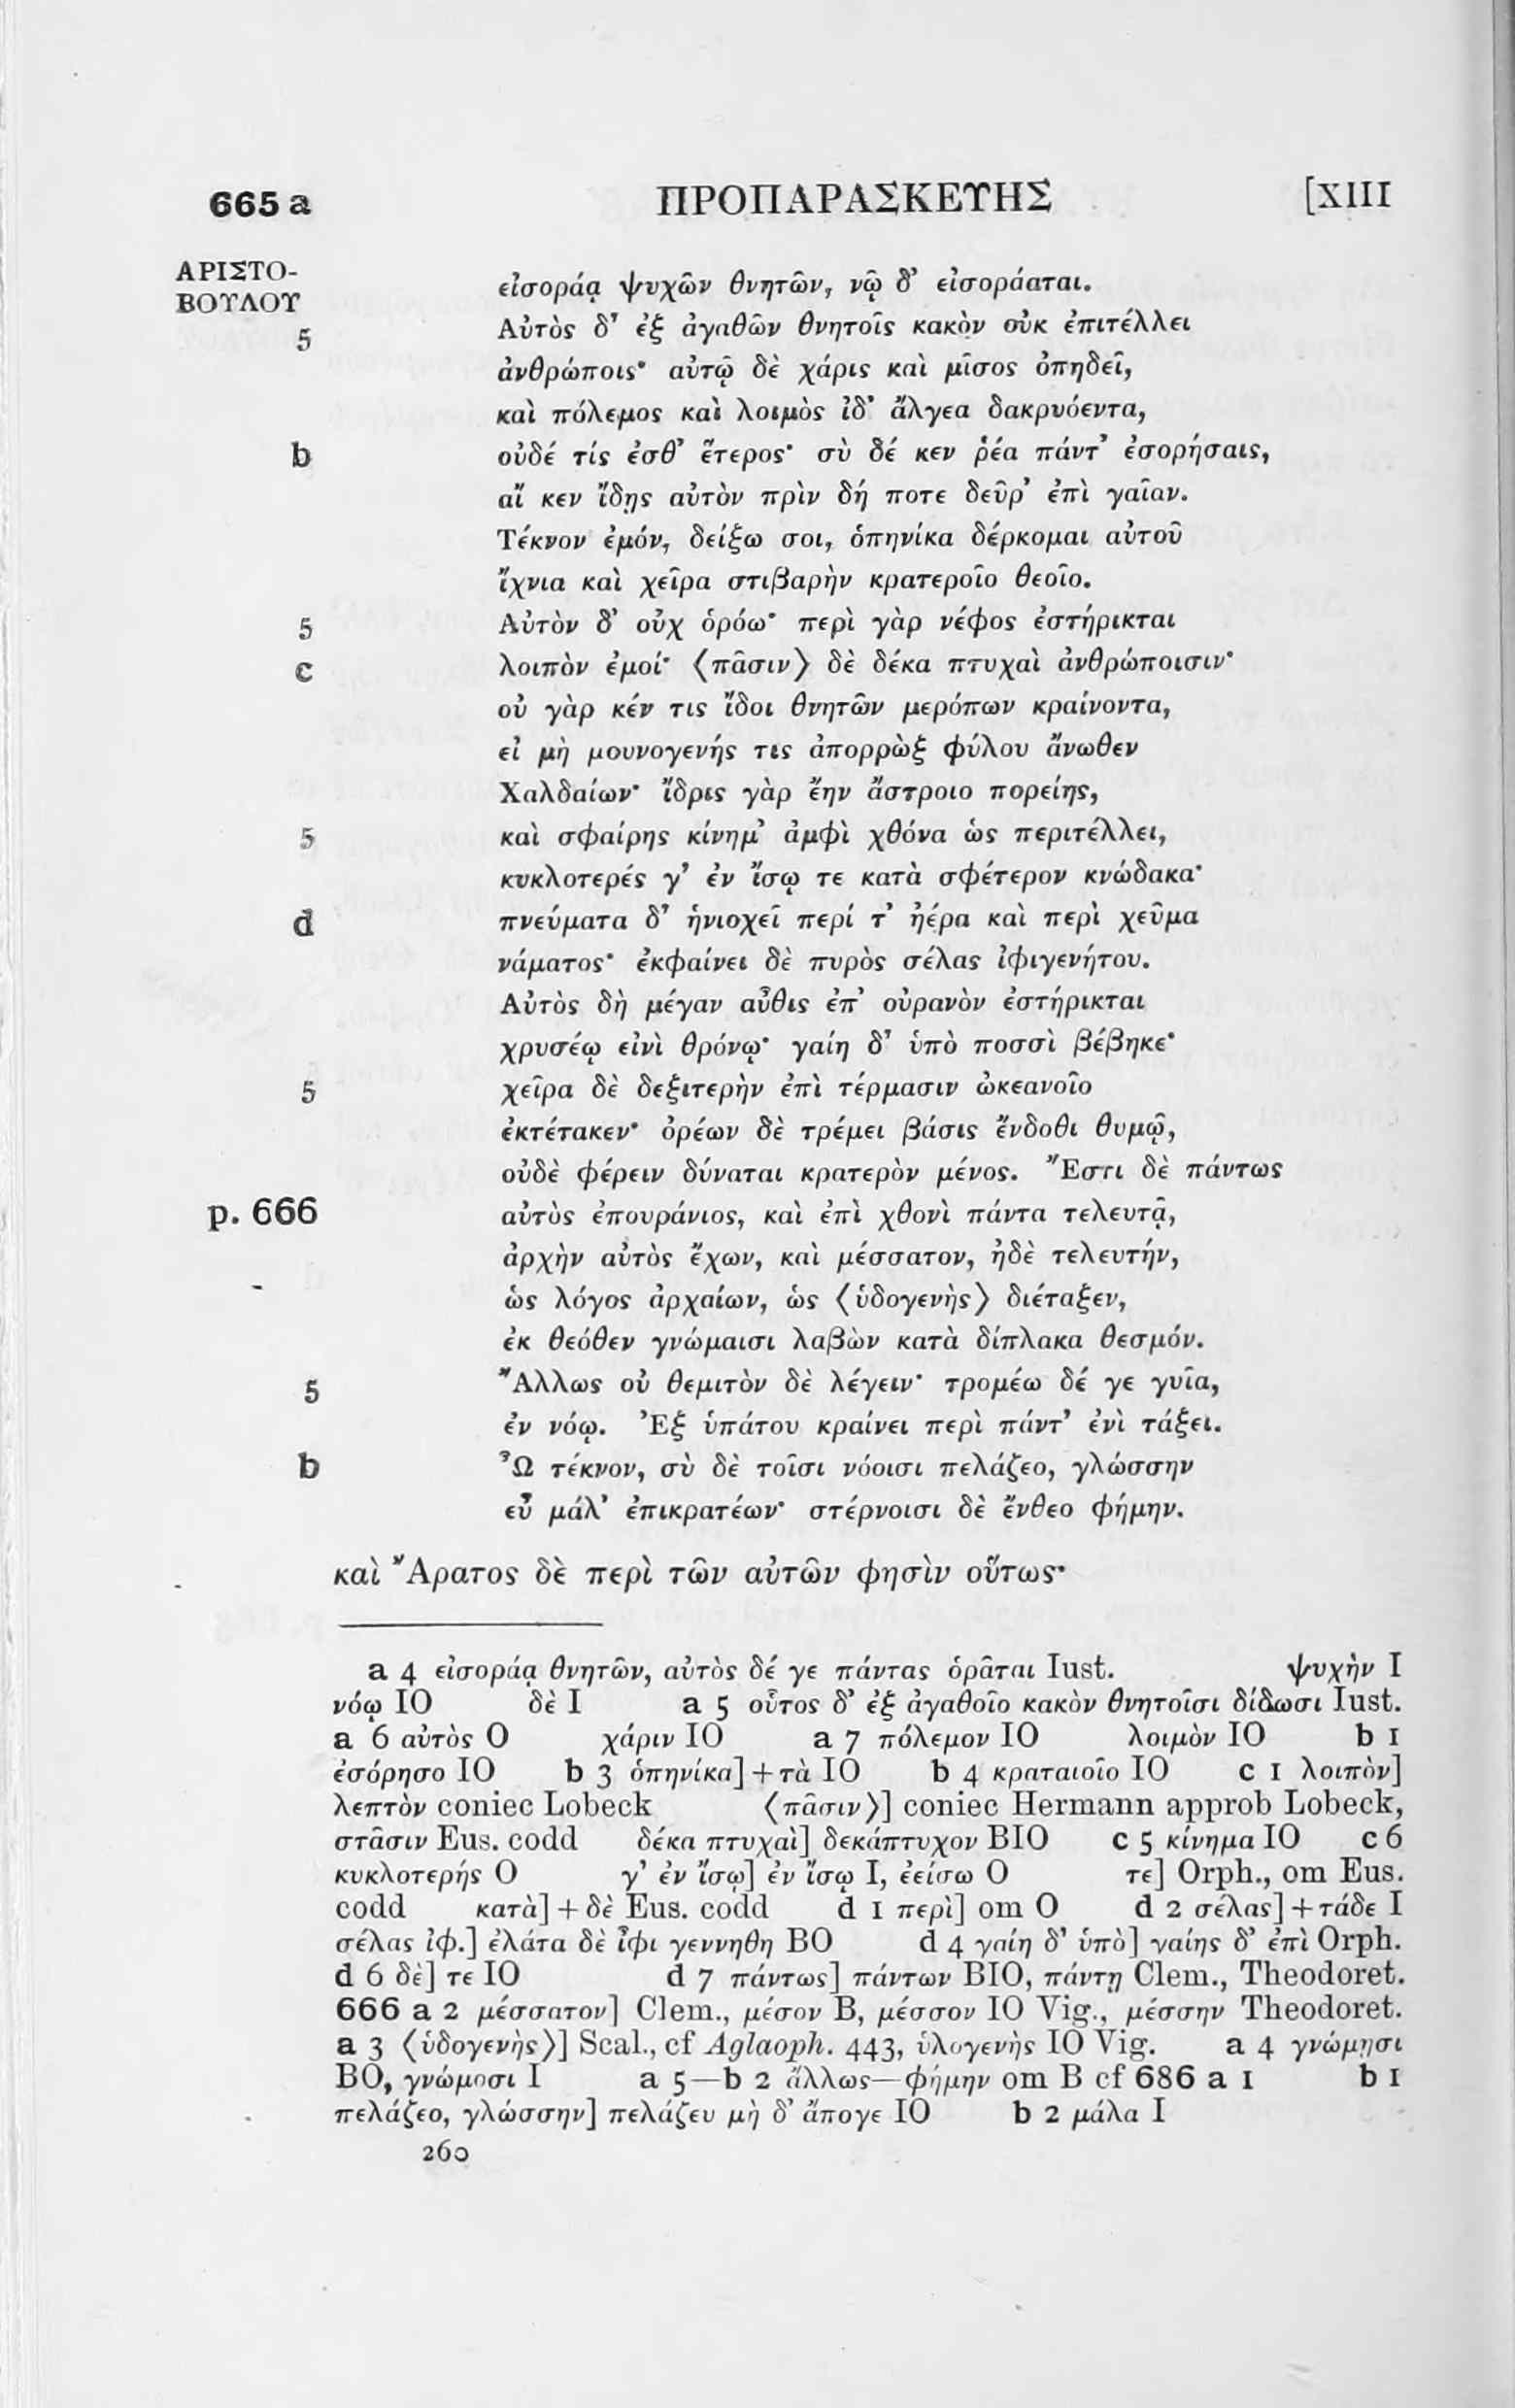 665 a ΠΡΟΠΑΡΑΣΚΕΥΗΣ [XIII
ΑΡΙΣΤΟ-
ΒΟΥΛΟΥ
εἰσοράᾳ ψυχῶν θνητῶν, νῷ δ’ εἰσοράαται.
5 Αὐτὸς δ’ ἐξ ἀγαθῶν θνητοῖς κακὸν οὐκ ἐπιτέλλει
ἀνθρώποις· αὐτῷ δὲ χάρις καὶ μῖσος ὀπηδεῖ,
καὶ πόλεμος καὶ λοιμὸς ἰδ’ ἄλγεα δακρυόεντα,
b οὐδέ τίς ἐσθ’ ἕτερος· σὺ δέ κεν ῥέα πάντ’ ἐσορήσαις,
αἴ κεν ἴδῃς αὐτὸν πρὶν δή ποτε δεῦρ’ ἐπὶ γαῖαν.
Τέκνον ἐμόν, δείξω σοι, ὁπηνίκα δέρκομαι αὐτοῦ
ἴχνια καὶ χεῖρα στιβαρὴν κρατεροῖο θεοῖο.
5 Αὐτὸν δ’ οὐχ ὁρόω· περὶ γὰρ νέφος ἐστήρικται
c λοιπὸν ἐμοί· ⟨πᾶσιν⟩ δὲ δέκα πτυχαὶ ἀνθρώποισιν·
οὐ γὰρ κέν τις ἴδοι θνητῶν μερόπων κραίνοντα,
εἰ μὴ μουνογενής τις ἀπορρὼξ φύλου ἄνωθεν
Χαλδαίων· ἴδρις γὰρ ἔην ἄστροιο πορείης,
5 καὶ σφαίρης κίνημ’ ἀμφὶ χθόνα ὡς περιτέλλει,
κυκλοτερές γ’ ἐν ἴσῳ τε κατὰ σφέτερον κνώδακα·
d πνεύματα δ’ ἡνιοχεῖ περί τ’ ἠέρα καὶ περὶ χεῦμα
νάματος· ἐκφαίνει δὲ πυρὸς σέλας ἰφιγενήτου.
Αὐτὸς δὴ μέγαν αὖθις ἐπ’ οὐρανὸν ἐστήρικται
χρυσέῳ εἰνὶ θρόνῳ· γαίη δ’ ὑπὸ ποσσὶ βέβηκε·
5 χεῖρα δὲ δεξιτερὴν ἐπὶ τέρμασιν ὠκεανοῖο
ἐκτέτακεν· ὀρέων δὲ τρέμει βάσις ἔνδοθι θυμῷ,
οὐδὲ φέρειν δύναται κρατερὸν μένος. Ἔστι δὲ πάντως
p. 666 αὐτὸς ἐπουράνιος, καὶ ἐπὶ χθονὶ πάντα τελευτᾷ,
ἀρχὴν αὐτὸς ἔχων, καὶ μέσσατον, ἠδὲ τελευτήν,
ὡς λόγος ἀρχαίων, ὡς ⟨ὑδογενὴς⟩ διέταξεν,
ἐκ θεόθεν γνώμαισι λαβὼν κατὰ δίπλακα θεσμόν.
5 Ἄλλως οὐ θεμιτὸν δὲ λέγειν· τρομέω δέ γε γυῖα,
ἐν νόῳ. Ἐξ ὑπάτου κραίνει περὶ πάντ’ ἐνὶ τάξει.
b Ὦ τέκνον, σὺ δὲ τοῖσι νόοισι πελάζεο, γλώσσην
εὖ μάλ’ ἐπικρατέων· στέρνοισι δὲ ἔνθεο φήμην.
καὶ Ἄρατος δὲ περὶ τῶν αὐτῶν φησὶν οὕτως·
a 4 εἰσοράᾳ θνητῶν, αὐτὸς δέ γε πάντας ὁρᾶται Iust. ψυχὴν I
νόῳ IO δὲ I a 5 οὗτος δ’ ἐξ ἀγαθοῖο κακὸν θνητοῖσι δίδωσι Iust.
a 6 αὐτὸς O χάριν IO a 7 πόλεμον IO λοιμὸν IO b 1
ἐσόρησο IO b 3 ὁπηνίκα] + τὰ IO b 4 κραταιοῖο IO c 1 λοιπὸν]
λεπτὸν coniec Lobeck ⟨πᾶσιν⟩] coniec Hermann approb Lobeck,
στᾶσιν Eus. codd δέκα πτυχαὶ] δεκάπτυχον BIO c 5 κίνημα IO c 6
κυκλοτερής O γ’ ἐν ἴσῳ] ἐν ἴσῳ I, ἐείσω O τε] Orph., om Eus.
codd κατὰ] + δὲ Eus. codd d 1 περὶ] om O d 2 σέλας] + τάδε I
σέλας ἰφ.] ἐλάτα δὲ ἶφι γεννηθη BO d 4 γαίη δ’ ὑπὸ] γαίης δ’ ἐπὶ Orph.
d 6 δὲ] τε IO d 7 πάντως] πάντων BIO, πάντῃ Clem., Theodoret.
666 a 2 μέσσατον] Clem., μέσον B, μέσσον IO Vig., μέσσην Theodoret.
a 3 ⟨ὑδογενὴς⟩] Scal., cf Aglaoph. 443, ὑλογενὴς IO Vig. a 4 γνώμῃσι
BO, γνώμοσι I a 5—b 2 ἄλλως—φήμην om B cf 686 a 1 b 1
πελάζεο, γλώσσην] πελάζευ μὴ δ’ ἄπογε IO b 2 μάλα I
260